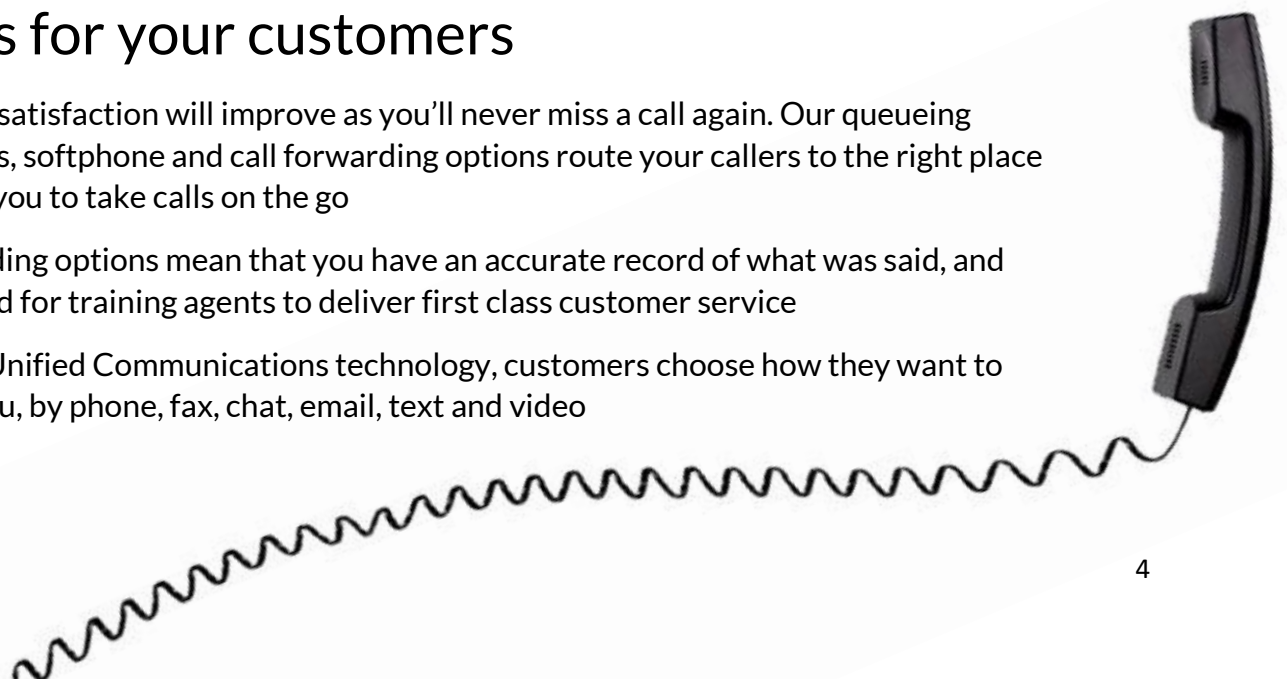 s for your customers
satisfaction will improve as you’ll never miss a call again. Our queueing
s, softphone and call forwarding options route your callers to the right place
you to take calls on the go
ding options mean that you have an accurate record of what was said, and
d for training agents to deliver first class customer service
Unified Communications technology, customers choose how they want to
u, by phone, fax, chat, email, text and video
4